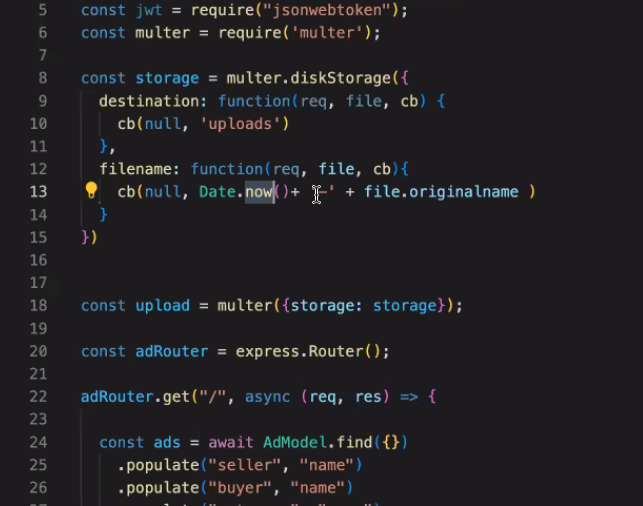 5 const jwt = require("jsonwebtoken");
6 const multer = require('multer');
7
8 const storage = multer.diskStorage({
9 destination: function(req, file, cb) {
10 cb(null, 'uploads')
11 },
12 filename: function(req, file, cb){
13 cb(null, Date.now()+ '-' + file.originalname )
14 }
15 })
16
17
18 const upload = multer({storage: storage});
19
20 const adRouter = express.Router();
21
22 adRouter.get("/", async (req, res) => {
23
24 const ads = await AdModel.find({})
25 .populate("seller", "name")
26 .populate("buyer", "name")